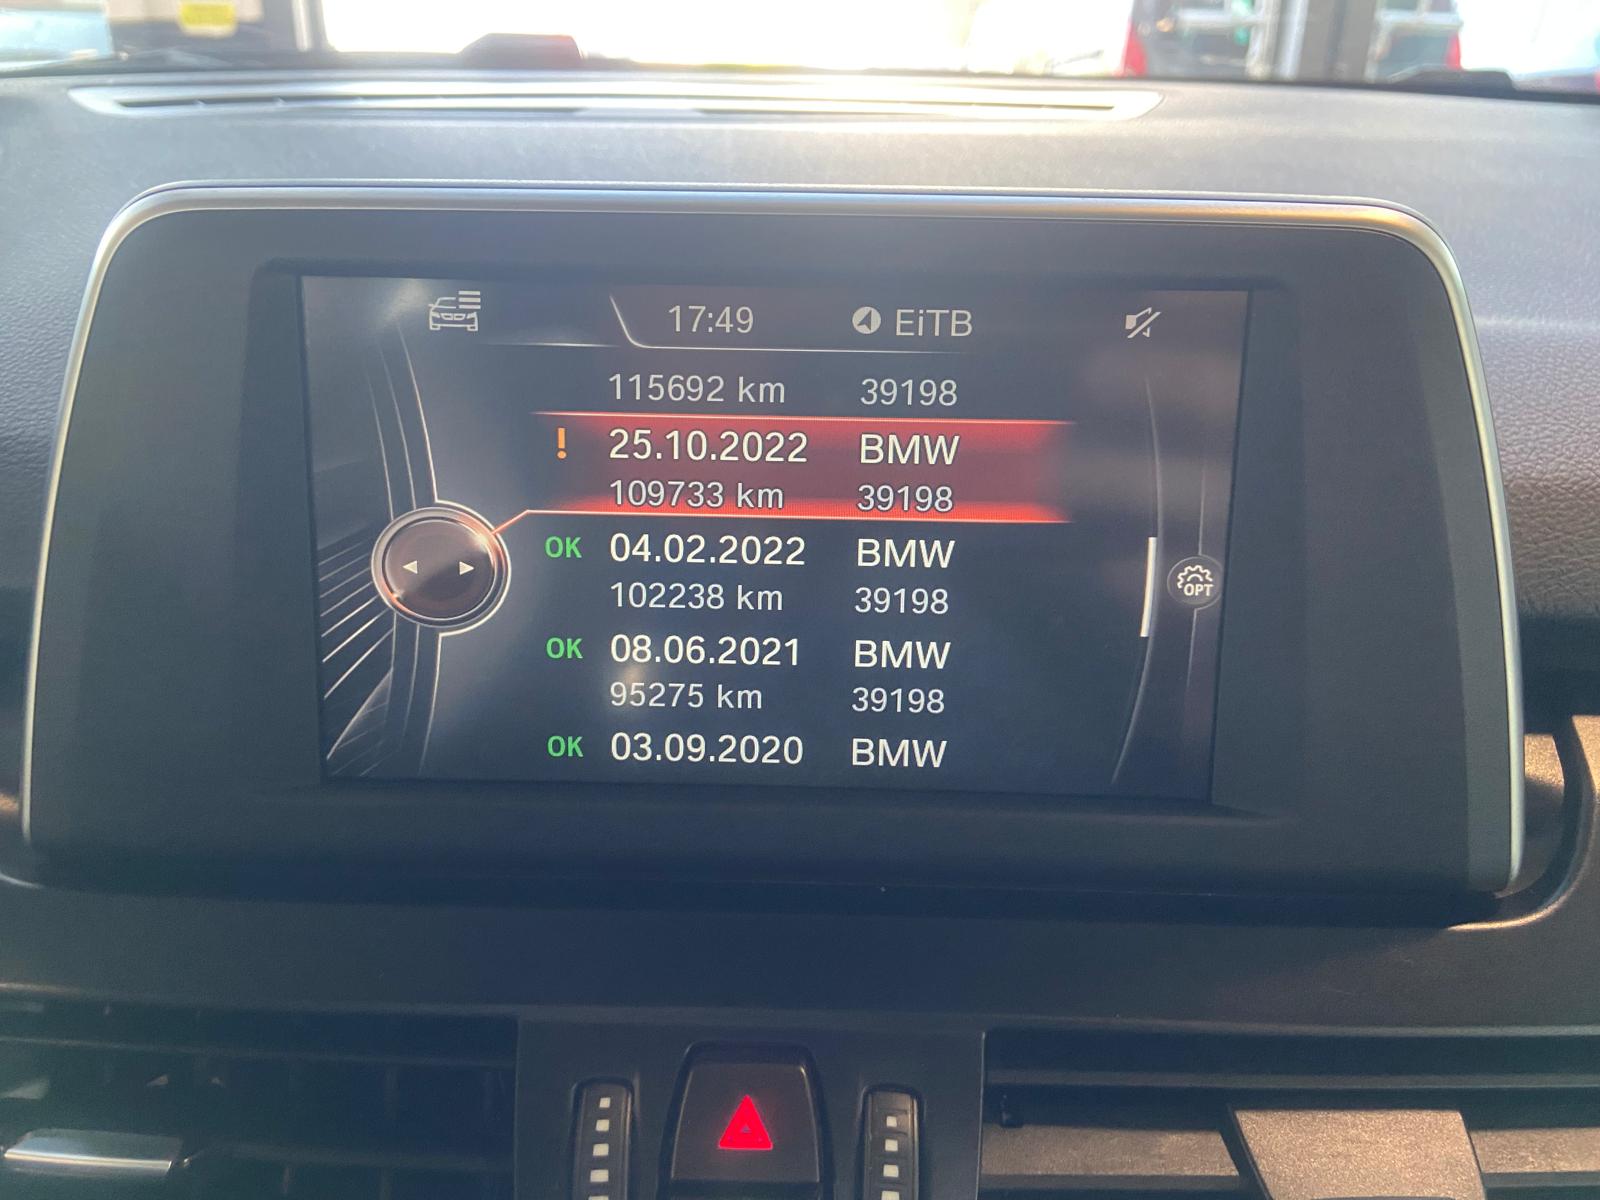 17:49 EiTB
115692 km 39198
! 25.10.2022 BMW
109733 km 39198
OK 04.02.2022 BMW
102238 km 39198
OK 08.06.2021 BMW
95275 km 39198
OPT
OK 03.09.2020 BMW